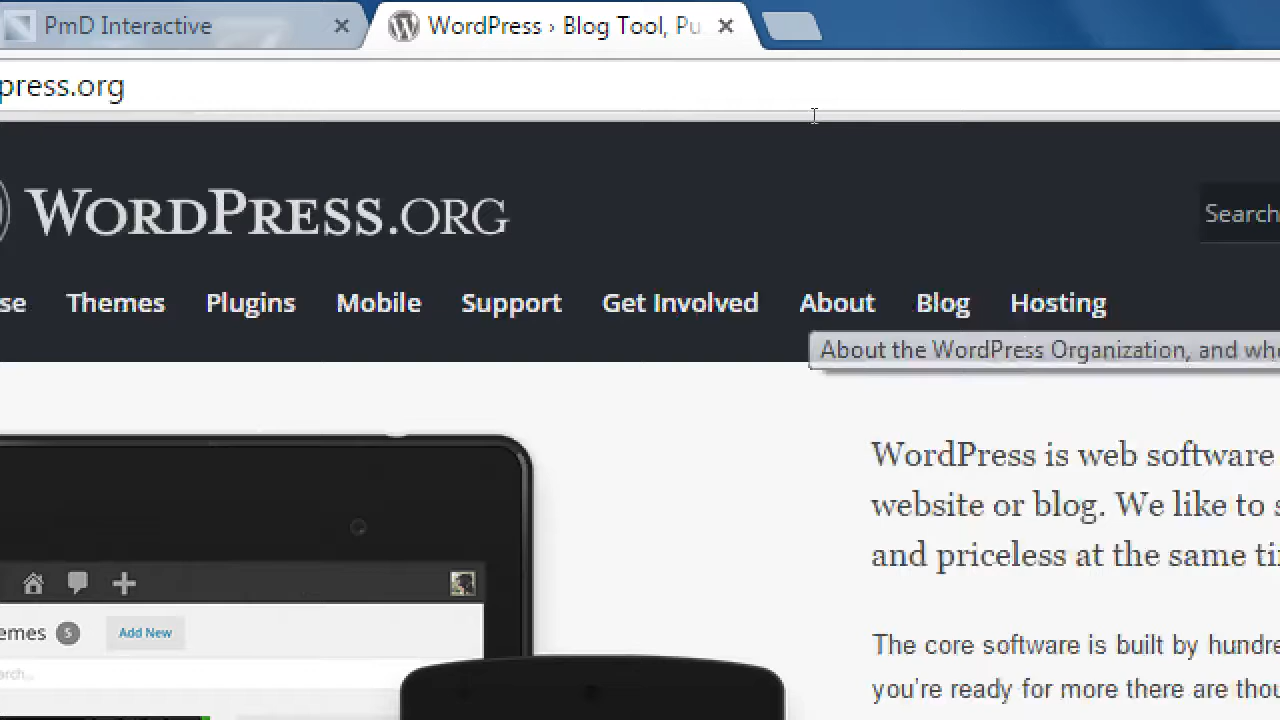 PmD Interactive
WordPress › Blog Tool, Pu
press.org
WORDPRESS.ORG
Search
se Themes Plugins Mobile Support Get Involved About Blog Hosting
About the WordPress Organization, and whe
WordPress is web software
website or blog. We like to s
and priceless at the same ti
emes 5 Add New
arch...
The core software is built by hundre
you're ready for more there are thou